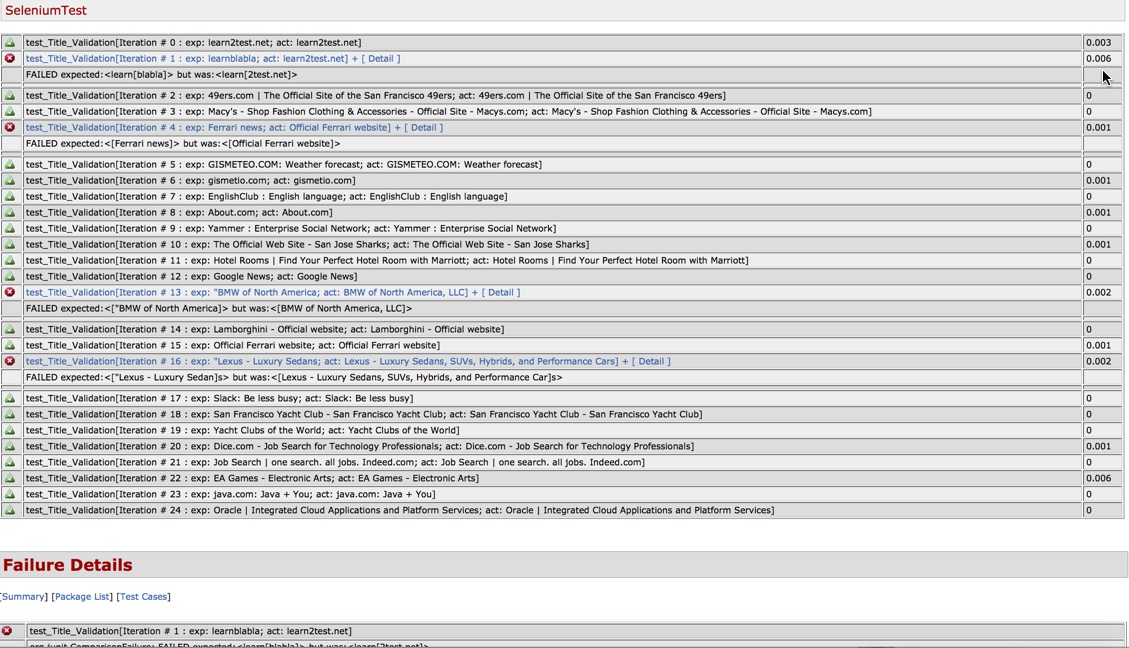 SeleniumTest
test_Title_Validation[Iteration # 0 : exp: learn2test.net; act: learn2test.net] 0.003
test_Title_Validation[Iteration # 1 : exp: learnblabla; act: learn2test.net] + [ Detail ] 0.006
FAILED expected:<learn[blabla]> but was:<learn[2test.net]>
test_Title_Validation[Iteration # 2 : exp: 49ers.com | The Official Site of the San Francisco 49ers; act: 49ers.com | The Official Site of the San Francisco 49ers] 0
test_Title_Validation[Iteration # 3 : exp: Macy's - Shop Fashion Clothing & Accessories - Official Site - Macys.com; act: Macy's - Shop Fashion Clothing & Accessories - Official Site - Macys.com] 0
test_Title_Validation[Iteration # 4 : exp: Ferrari news; act: Official Ferrari website] + [ Detail ] 0.001
FAILED expected:<[Ferrari news]> but was:<[Official Ferrari website]>
test_Title_Validation[Iteration # 5 : exp: GISMETEO.COM: Weather forecast; act: GISMETEO.COM: Weather forecast] 0
test_Title_Validation[Iteration # 6 : exp: gismetio.com; act: gismetio.com] 0.001
test_Title_Validation[Iteration # 7 : exp: EnglishClub : English language; act: EnglishClub : English language] 0
test_Title_Validation[Iteration # 8 : exp: About.com; act: About.com] 0.001
test_Title_Validation[Iteration # 9 : exp: Yammer : Enterprise Social Network; act: Yammer : Enterprise Social Network] 0
test_Title_Validation[Iteration # 10 : exp: The Official Web Site - San Jose Sharks; act: The Official Web Site - San Jose Sharks] 0.001
test_Title_Validation[Iteration # 11 : exp: Hotel Rooms | Find Your Perfect Hotel Room with Marriott; act: Hotel Rooms | Find Your Perfect Hotel Room with Marriott] 0
test_Title_Validation[Iteration # 12 : exp: Google News; act: Google News] 0
test_Title_Validation[Iteration # 13 : exp: "BMW of North America; act: BMW of North America, LLC] + [ Detail ] 0.002
FAILED expected:<["BMW of North America]> but was:<[BMW of North America, LLC]>
test_Title_Validation[Iteration # 14 : exp: Lamborghini - Official website; act: Lamborghini - Official website] 0
test_Title_Validation[Iteration # 15 : exp: Official Ferrari website; act: Official Ferrari website] 0.001
test_Title_Validation[Iteration # 16 : exp: "Lexus - Luxury Sedans; act: Lexus - Luxury Sedans, SUVs, Hybrids, and Performance Cars] + [ Detail ] 0.002
FAILED expected:<["Lexus - Luxury Sedan]s> but was:<[Lexus - Luxury Sedans, SUVs, Hybrids, and Performance Car]s>
test_Title_Validation[Iteration # 17 : exp: Slack: Be less busy; act: Slack: Be less busy] 0
test_Title_Validation[Iteration # 18 : exp: San Francisco Yacht Club - San Francisco Yacht Club; act: San Francisco Yacht Club - San Francisco Yacht Club] 0
test_Title_Validation[Iteration # 19 : exp: Yacht Clubs of the World; act: Yacht Clubs of the World] 0
test_Title_Validation[Iteration # 20 : exp: Dice.com - Job Search for Technology Professionals; act: Dice.com - Job Search for Technology Professionals] 0.001
test_Title_Validation[Iteration # 21 : exp: Job Search | one search. all jobs. Indeed.com; act: Job Search | one search. all jobs. Indeed.com] 0
test_Title_Validation[Iteration # 22 : exp: EA Games - Electronic Arts; act: EA Games - Electronic Arts] 0.006
test_Title_Validation[Iteration # 23 : exp: java.com: Java + You; act: java.com: Java + You] 0
test_Title_Validation[Iteration # 24 : exp: Oracle | Integrated Cloud Applications and Platform Services; act: Oracle | Integrated Cloud Applications and Platform Services] 0
Failure Details
[Summary] [Package List] [Test Cases]
test_Title_Validation[Iteration # 1 : exp: learnblabla; act: learn2test.net]
org.junit.ComparisonFailure: FAILED expected:<learn[blabla]> but was:<learn[2test.net]>